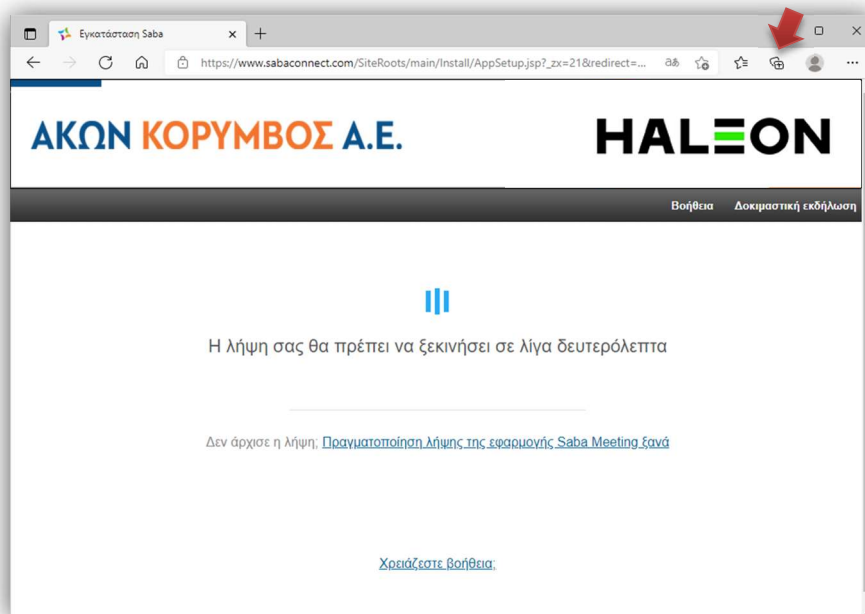 Εγκατάσταση Saba
https://www.sabaconnect.com/SiteRoots/main/Install/AppSetup.jsp?_zx=21&redirect=...
ΑΚΩΝ ΚΟΡΥΜΒΟΣ Α.Ε.
HALEON
Βοήθεια Δοκιμαστική εκδήλωση
Η λήψη σας θα πρέπει να ξεκινήσει σε λίγα δευτερόλεπτα
Δεν άρχισε η λήψη; Πραγματοποίηση λήψης της εφαρμογής Saba Meeting ξανά
Χρειάζεστε βοήθεια;